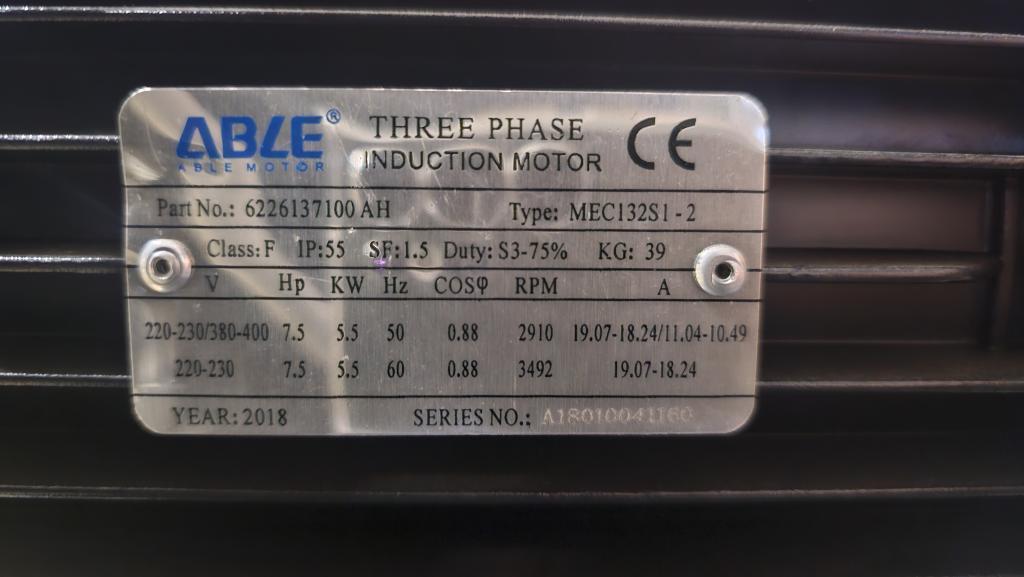 ABLE® THREE PHASE
ABLE MOTOR INDUCTION MOTOR CE
Part No.: 6226137100 AH Type: MEC132S1-2
Class: F IP:55 SF:1.5 Duty: S3-75% KG: 39
V Hp KW Hz COSφ RPM A
220-230/380-400 7.5 5.5 50 0.88 2910 19.07-18.24/11.04-10.49
220-230 7.5 5.5 60 0.88 3492 19.07-18.24
YEAR: 2018 SERIES NO.: